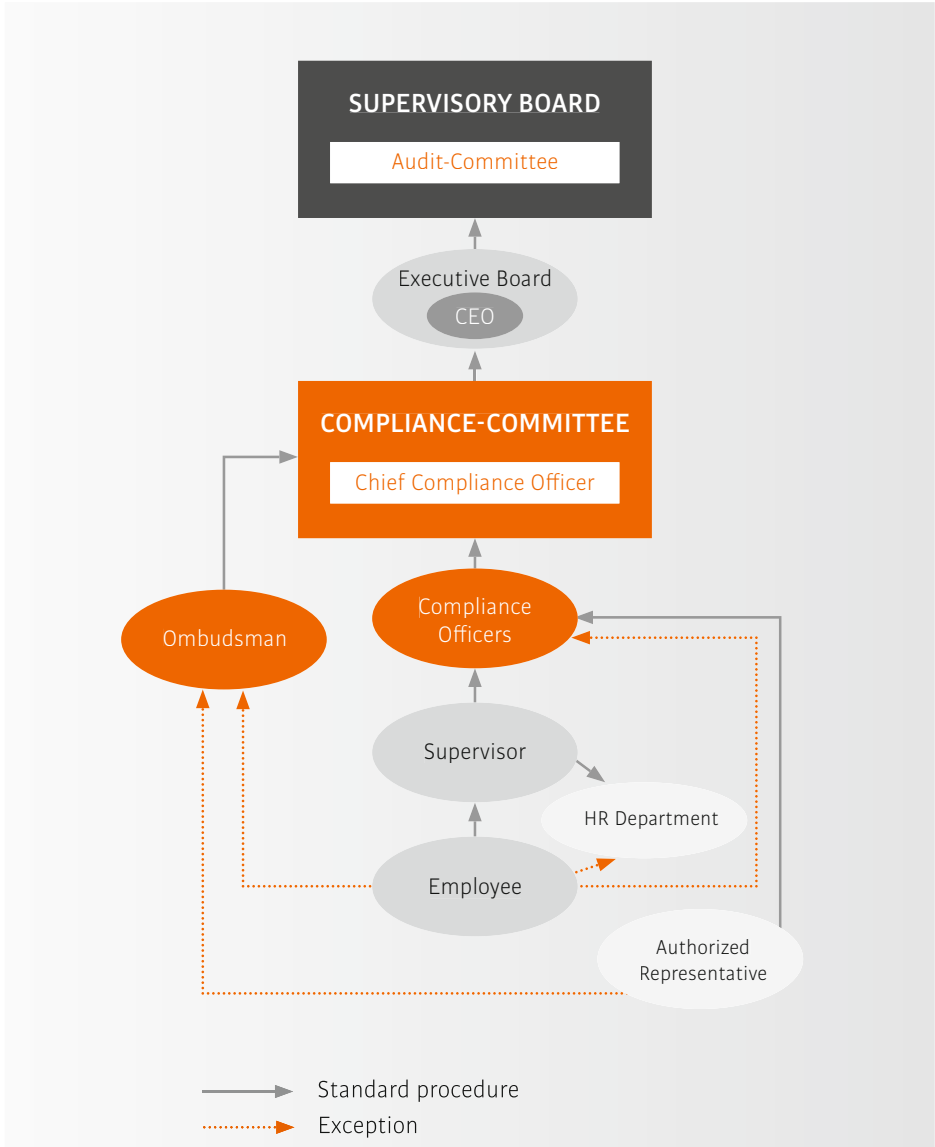 SUPERVISORY BOARD
Audit-Committee
Executive Board
CEO
COMPLIANCE-COMMITTEE
Chief Compliance Officer
Compliance
Officers
Ombudsman
Supervisor
HR Department
Employee
Authorized
Representative
Standard procedure
Exception